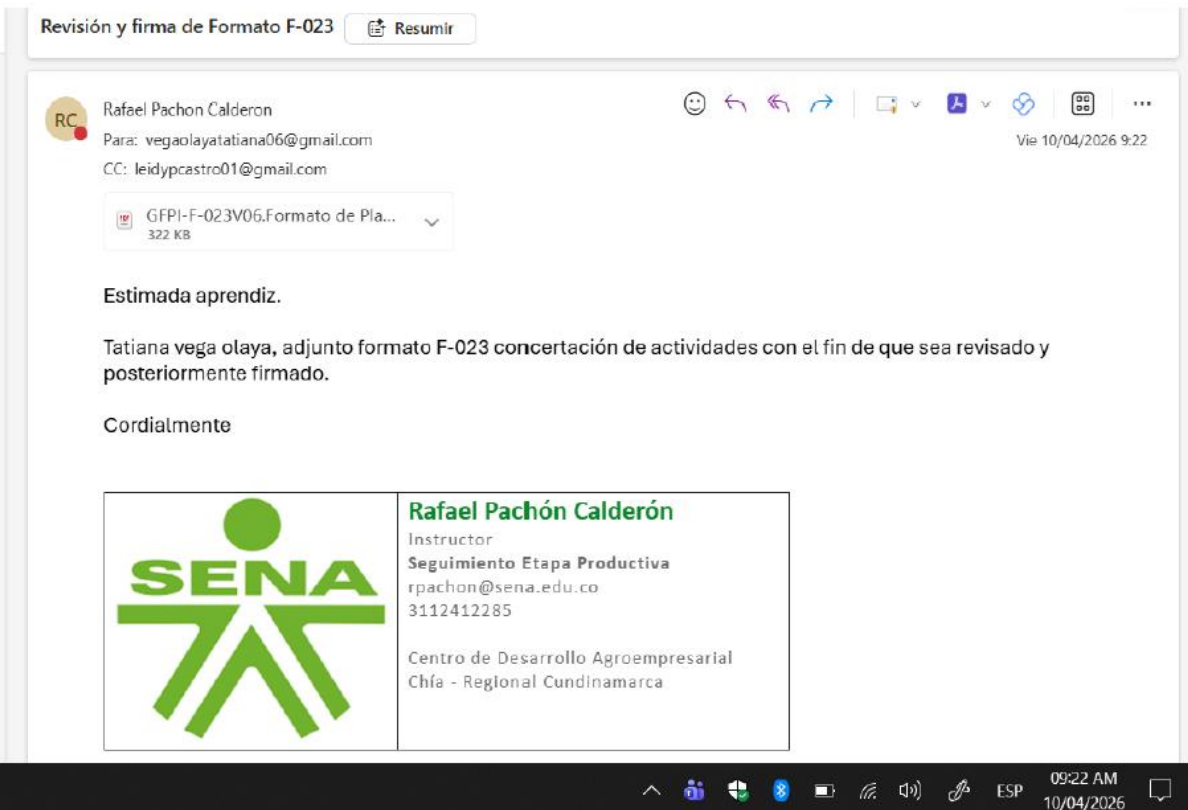 Revisión y firma de Formato F-023
Resumir
RC
Rafael Pachon Calderon
Para: vegaolayatatiana06@gmail.com
CC: leidypcastro01@gmail.com
Vie 10/04/2026 9:22
GFPI-F-023V06.Formato de Pla...
322 KB
Estimada aprendiz.
Tatiana vega olaya, adjunto formato F-023 concertación de actividades con el fin de que sea revisado y
posteriormente firmado.
Cordialmente
SENA
Rafael Pachón Calderón
Instructor
Seguimiento Etapa Productiva
rpachon@sena.edu.co
3112412285
Centro de Desarrollo Agroempresarial
Chía - Regional Cundinamarca
ESP
09:22 AM
10/04/2026